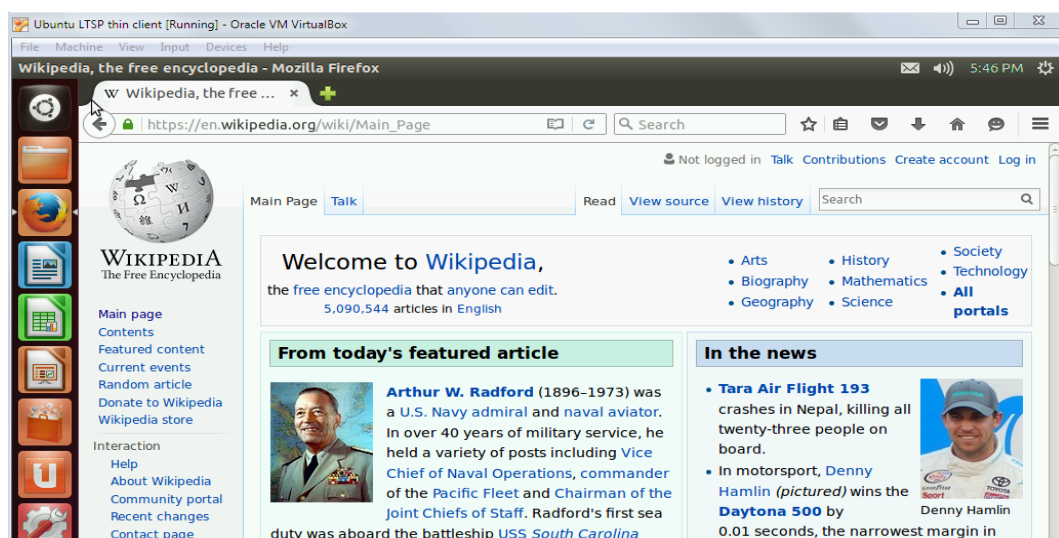 Ubuntu LTSP thin client [Running] - Oracle VM VirtualBox
File Machine View Input Devices Help
Wikipedia, the free encyclopedia - Mozilla Firefox
5:46 PM
W Wikipedia, the free ... ×
https://en.wikipedia.org/wiki/Main_Page
Search
Not logged in Talk Contributions Create account Log in
Main Page Talk
Read View source View history Search
WIKIPEDIA
The Free Encyclopedia
Main page
Contents
Featured content
Current events
Random article
Donate to Wikipedia
Wikipedia store
Interaction
Help
About Wikipedia
Community portal
Recent changes
Contact page
Welcome to Wikipedia,
the free encyclopedia that anyone can edit.
5,090,544 articles in English
• Arts
• Biography
• Geography
• History
• Mathematics
• Science
• Society
• Technology
• All
portals
From today's featured article
Arthur W. Radford (1896–1973) was
a U.S. Navy admiral and naval aviator.
In over 40 years of military service, he
held a variety of posts including Vice
Chief of Naval Operations, commander
of the Pacific Fleet and Chairman of the
Joint Chiefs of Staff. Radford's first sea
duty was aboard the battleship USS South Carolina
In the news
• Tara Air Flight 193
crashes in Nepal, killing all
twenty-three people on
board.
• In motorsport, Denny
Hamlin (pictured) wins the
Daytona 500 by
0.01 seconds, the narrowest margin in
Denny Hamlin